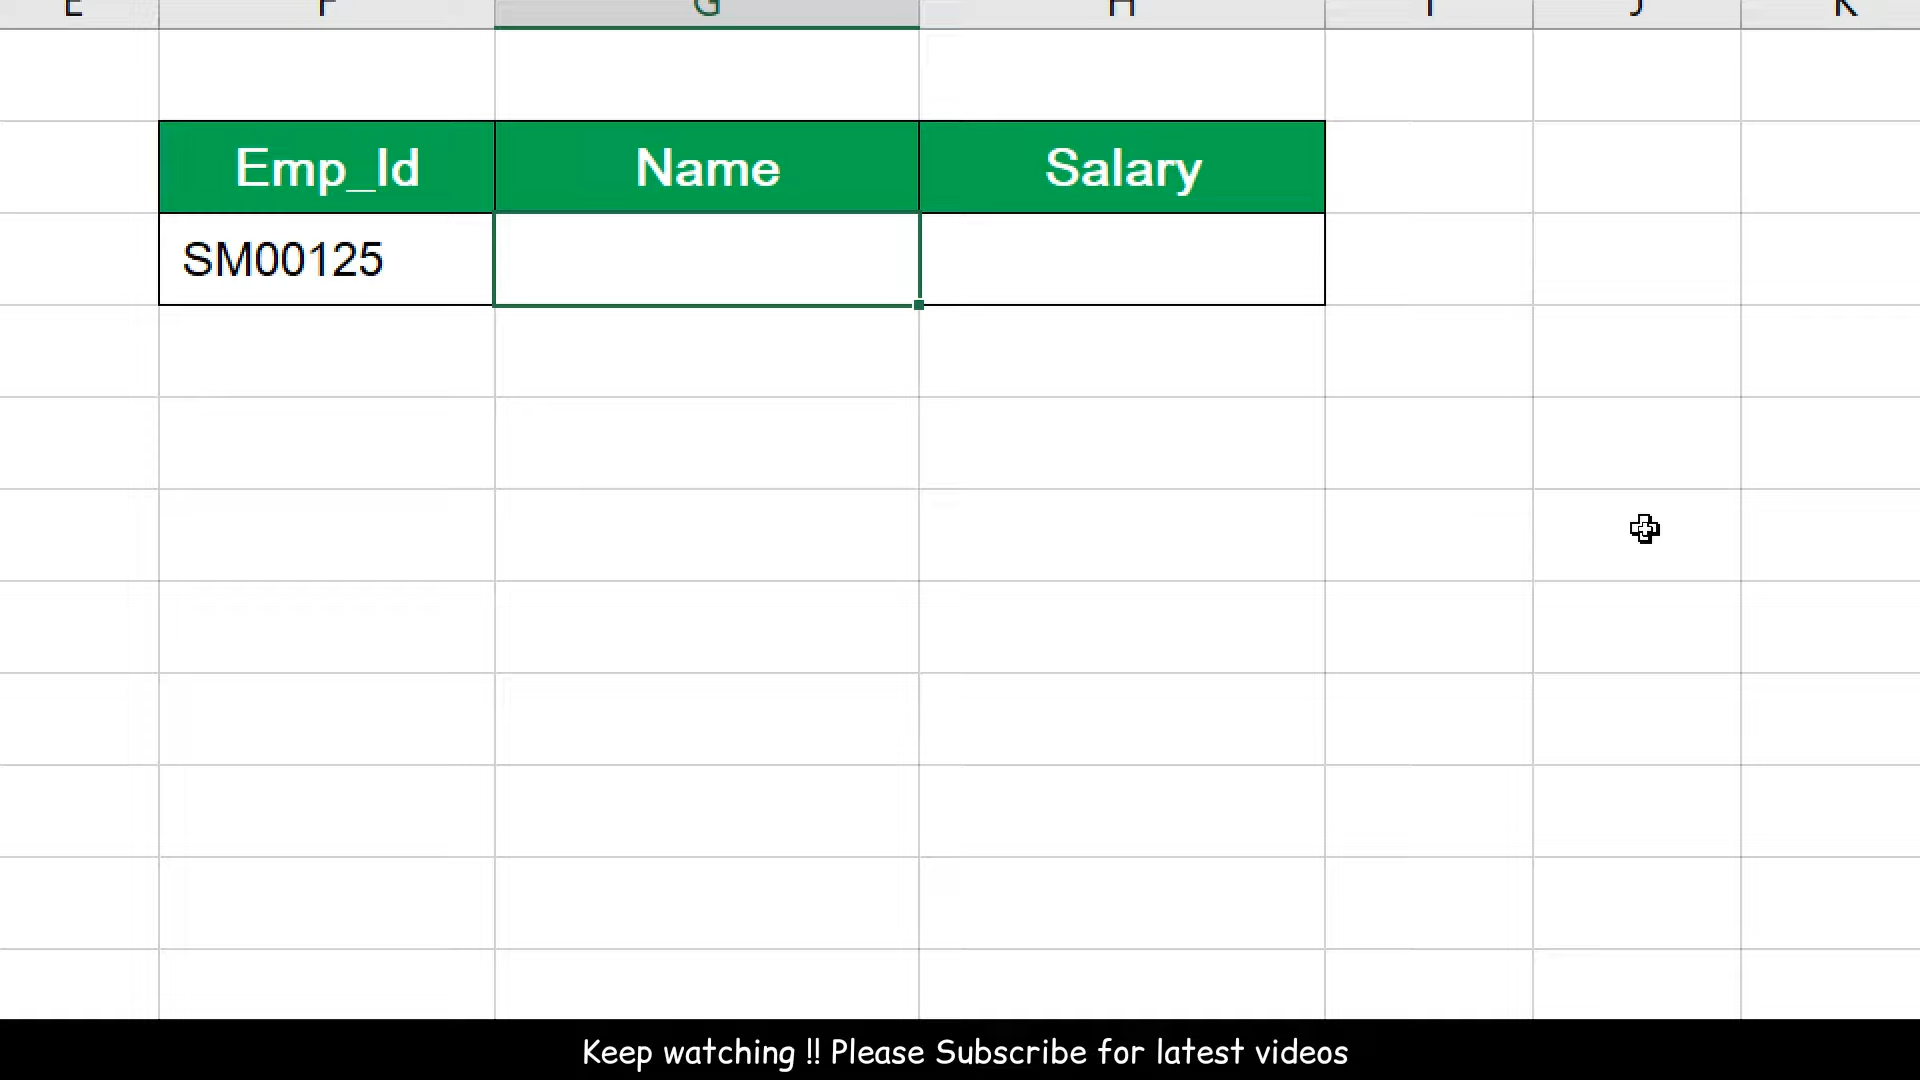 E F G H I J K
Emp_Id Name Salary
SM00125
Keep watching !! Please Subscribe for latest videos